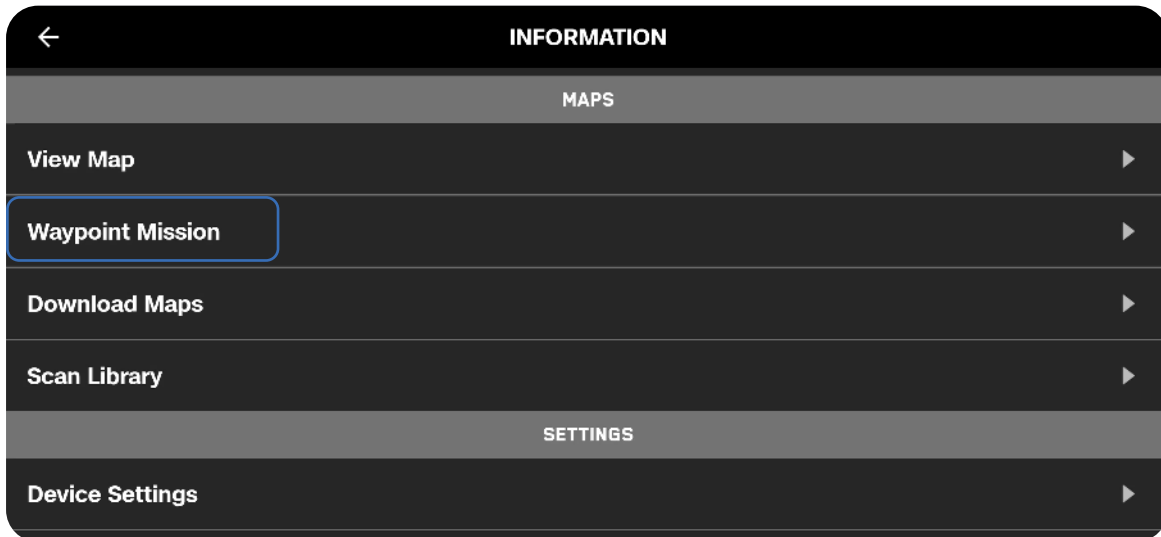 INFORMATION
MAPS
View Map
Waypoint Mission
Download Maps
Scan Library
SETTINGS
Device Settings